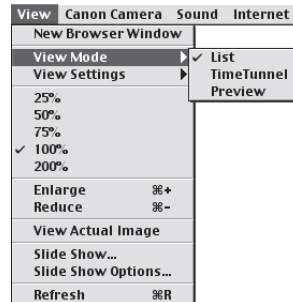 View Canon Camera Sound Internet
New Browser Window
View Mode ▶
✓ List
TimeTunnel
Preview
View Settings ▶
25%
50%
75%
✓ 100%
200%
Enlarge ⌘+
Reduce ⌘-
View Actual Image
Slide Show...
Slide Show Options...
Refresh ⌘R